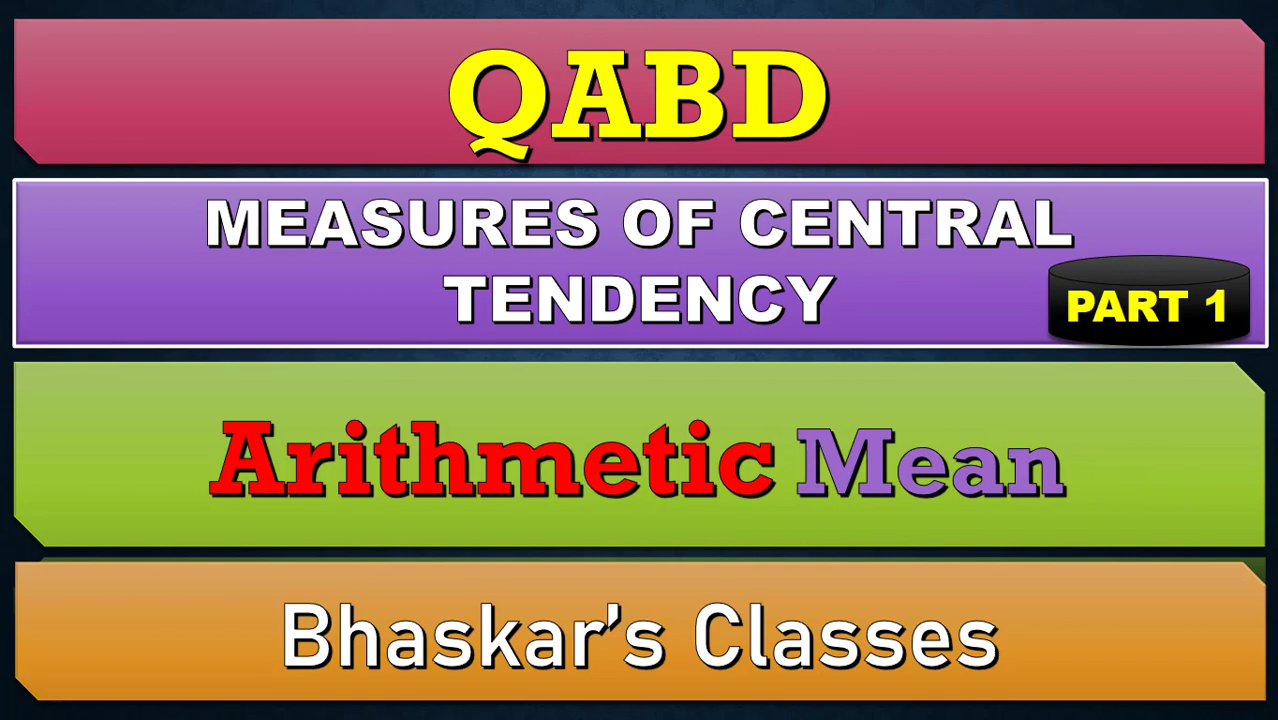 QABD
MEASURES OF CENTRAL
TENDENCY
PART 1
Arithmetic Mean
Bhaskar's Classes